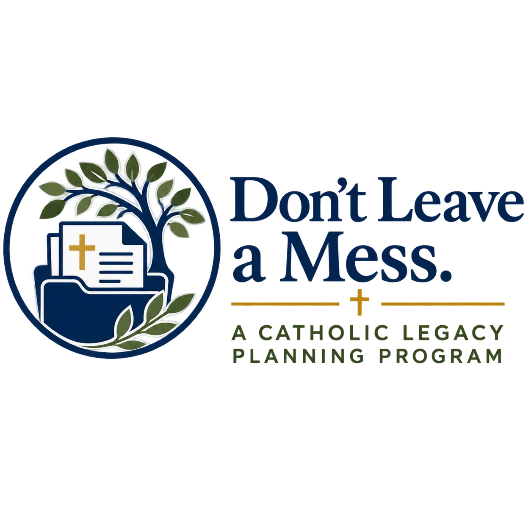 Don't Leave
a Mess.
A CATHOLIC LEGACY
PLANNING PROGRAM